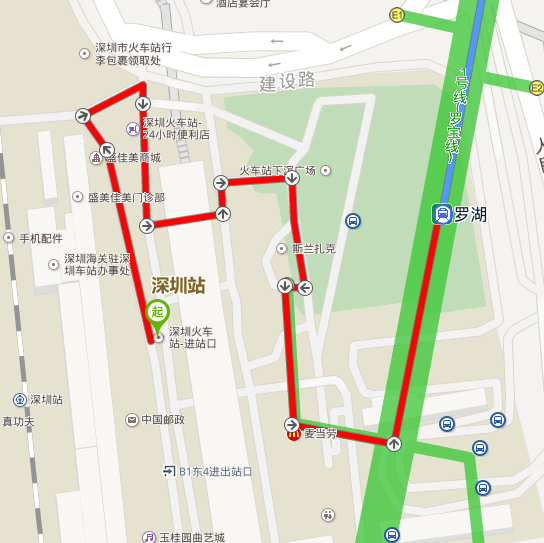 酒店宴会厅
E1
深圳市火车站行
李包裹领取处
建设路
E2
1号线(罗宝线)
深圳火车站-
24小时便利店
盛佳美商城
火车站下沉广场
盛美佳美门诊部
罗湖
手机配件
斯兰扎克
深圳海关驻深
圳车站办事处
深圳站
起
深圳火车
站-进站口
深圳站
真功夫
中国邮政
麦当劳
B1东4进出站口
玉桂园曲艺城